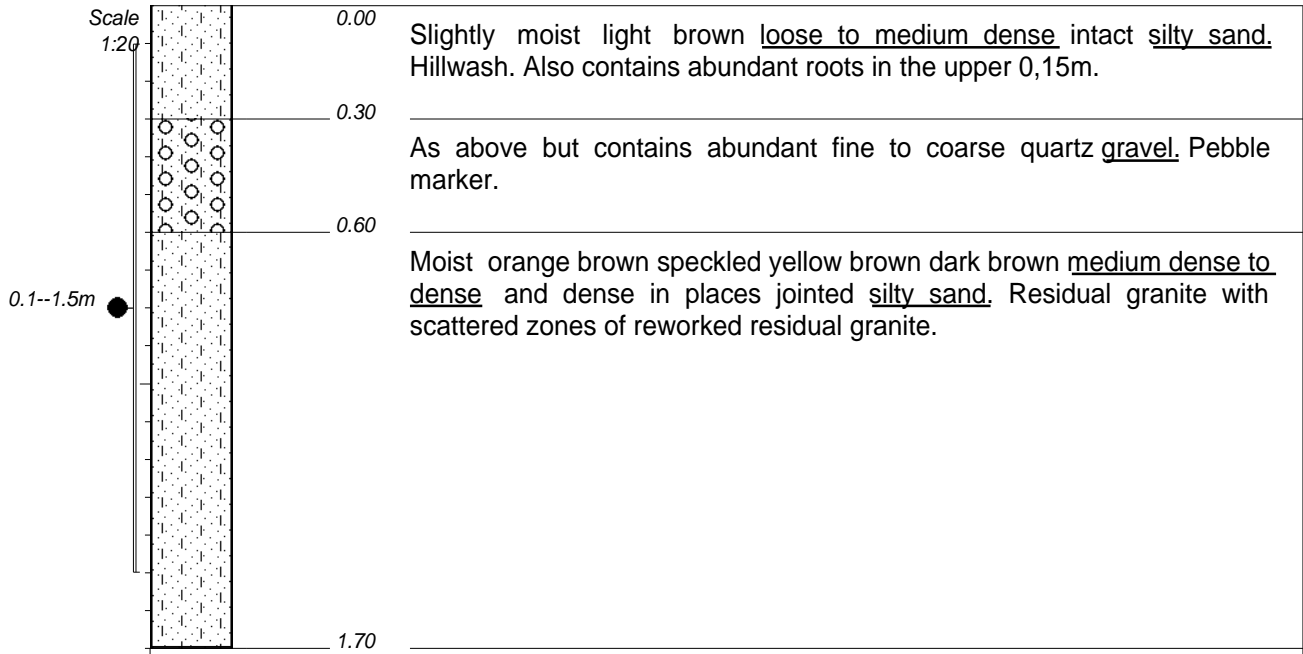 Scale
1:20
0.00
Slightly moist light brown loose to medium dense intact silty sand.
Hillwash. Also contains abundant roots in the upper 0,15m.
0.30
As above but contains abundant fine to coarse quartz gravel. Pebble
marker.
0.60
Moist orange brown speckled yellow brown dark brown medium dense to
dense and dense in places jointed silty sand. Residual granite with
scattered zones of reworked residual granite.
0.1--1.5m
1.70